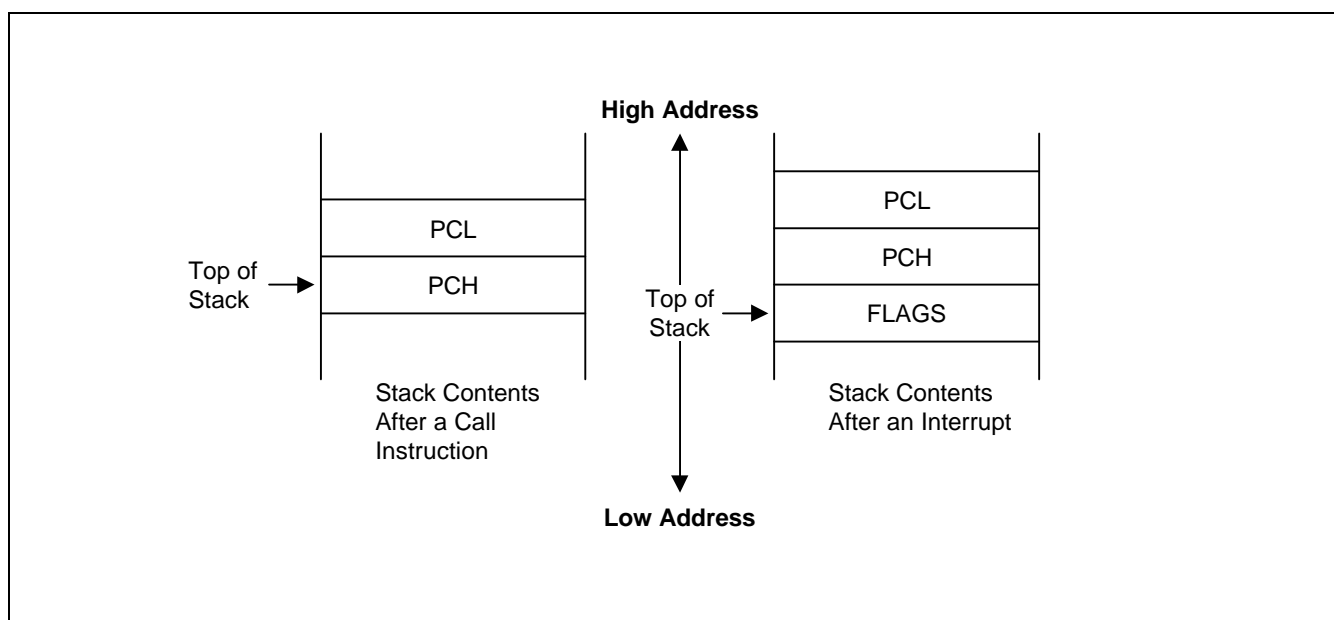 High Address
PCL
PCH
Top of
Stack
Stack Contents
After a Call
Instruction
Top of
Stack
PCL
PCH
FLAGS
Stack Contents
After an Interrupt
Low Address